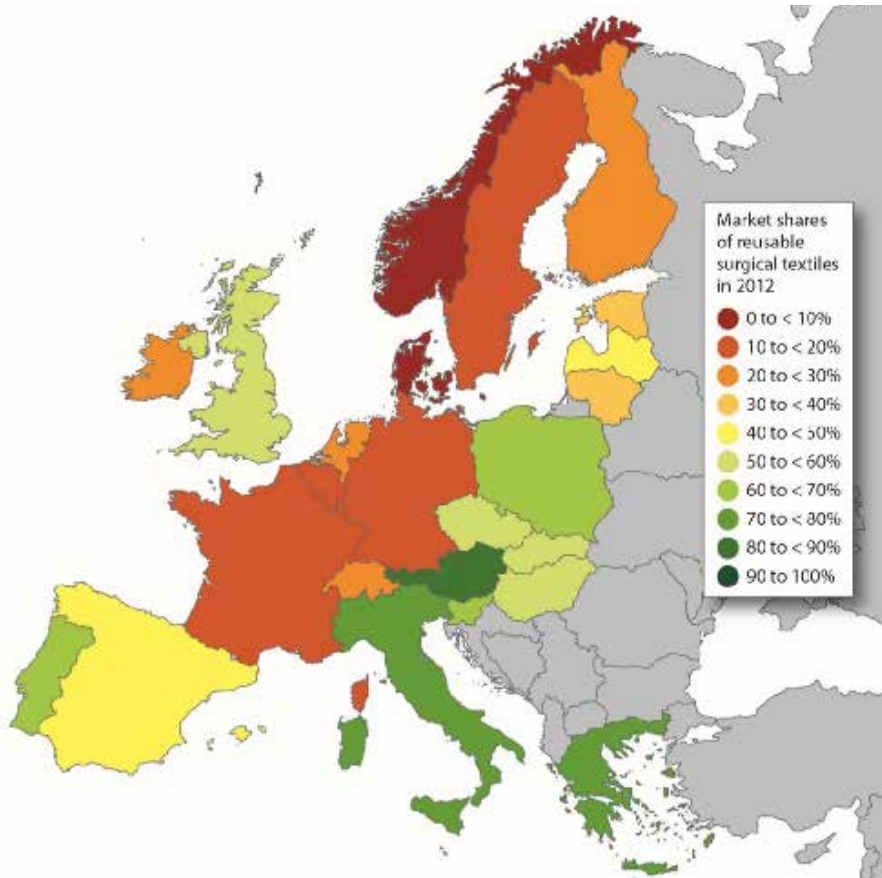 Market shares
of reusable
surgical textiles
in 2012
0 to < 10%
10 to < 20%
20 to < 30%
30 to < 40%
40 to < 50%
50 to < 60%
60 to < 70%
70 to < 80%
80 to < 90%
90 to 100%